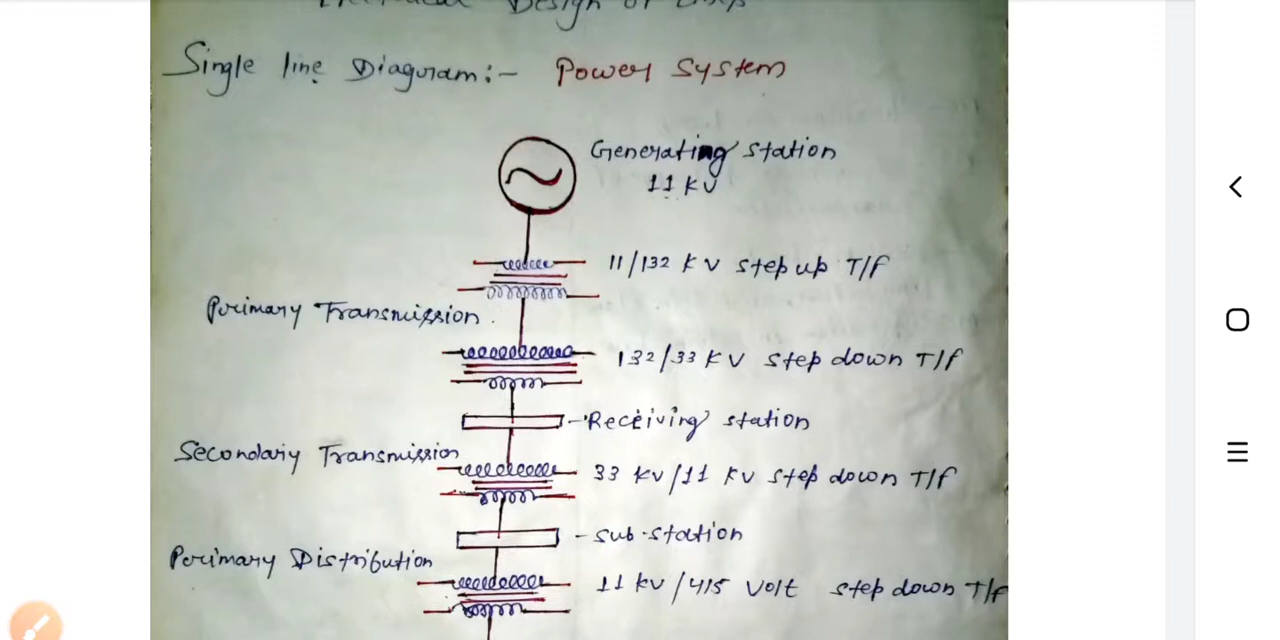 Design of
Single line Diagram:- Power System
Generating station
11 KV
11/132 KV step up T/f
Primary Transmission.
132/33 KV step down T/f
Receiving station
Secondary Transmission
33 KV/11 KV step down T/f
Sub-station
Primary Distribution
11 KV/415 Volt step down T/f